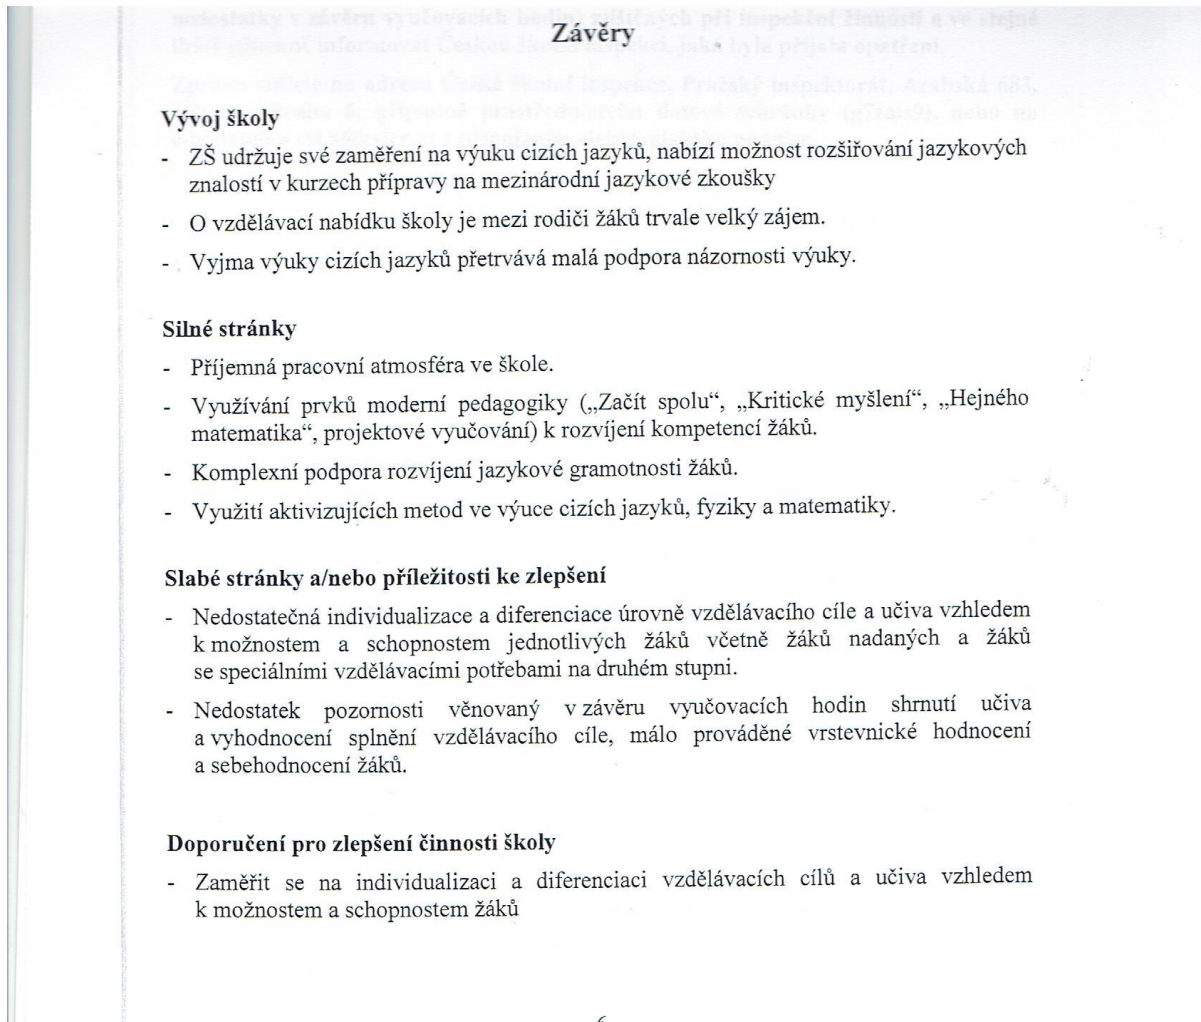 Závěry
Vývoj školy
- ZŠ udržuje své zaměření na výuku cizích jazyků, nabízí možnost rozšiřování jazykových
znalostí v kurzech přípravy na mezinárodní jazykové zkoušky
- O vzdělávací nabídku školy je mezi rodiči žáků trvale velký zájem.
- Vyjma výuky cizích jazyků přetrvává malá podpora názornosti výuky.
Silné stránky
- Příjemná pracovní atmosféra ve škole.
- Využívání prvků moderní pedagogiky („Začít spolu“, „Kritické myšlení“, „Hejného
matematika“, projektové vyučování) k rozvíjení kompetencí žáků.
- Komplexní podpora rozvíjení jazykové gramotnosti žáků.
- Využití aktivizujících metod ve výuce cizích jazyků, fyziky a matematiky.
Slabé stránky a/nebo příležitosti ke zlepšení
- Nedostatečná individualizace a diferenciace úrovně vzdělávacího cíle a učiva vzhledem
k možnostem a schopnostem jednotlivých žáků včetně žáků nadaných a žáků
se speciálními vzdělávacími potřebami na druhém stupni.
- Nedostatek pozornosti věnovaný v závěru vyučovacích hodin shrnutí učiva
a vyhodnocení splnění vzdělávacího cíle, málo prováděné vrstevnické hodnocení
a sebehodnocení žáků.
Doporučení pro zlepšení činnosti školy
- Zaměřit se na individualizaci a diferenciaci vzdělávacích cílů a učiva vzhledem
k možnostem a schopnostem žáků